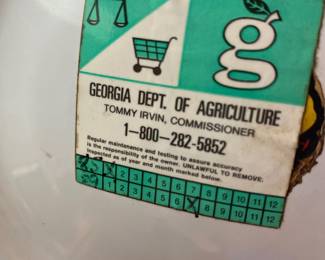 g
GEORGIA DEPT. OF AGRICULTURE
TOMMY IRVIN, COMMISSIONER
1-800-282-5852
Regular maintenance and testing to assure accuracy
is the responsibility of the owner. UNLAWFUL TO REMOVE.
Inspected as of year and month marked below.
2 3 4 5 6 7 8 9 10 11 12
1 2 3 4 5 6 8 9 10 11 12